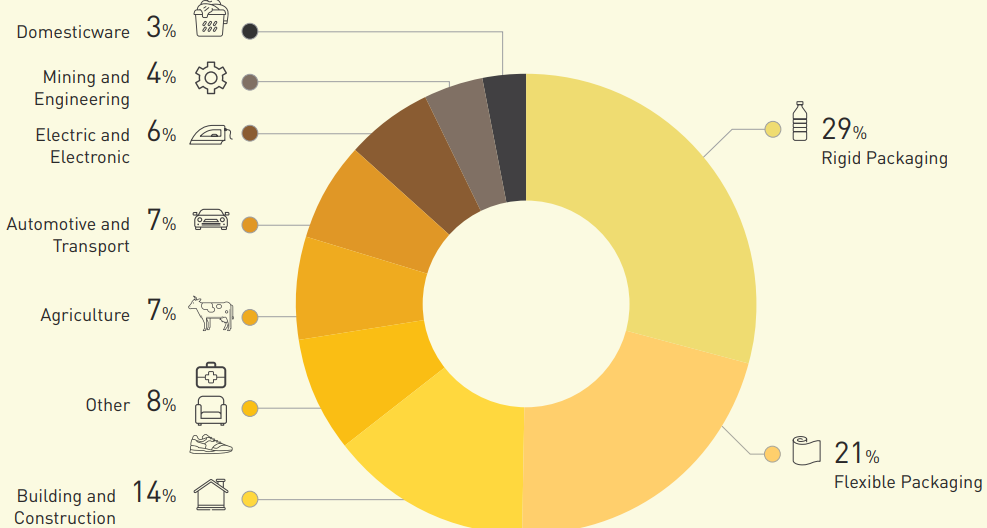 Domesticware 3%
Mining and 4%
Engineering
Electric and 6%
Electronic
Automotive and 7%
Transport
Agriculture 7%
Other 8%
Building and 14%
Construction
29%
Rigid Packaging
21%
Flexible Packaging